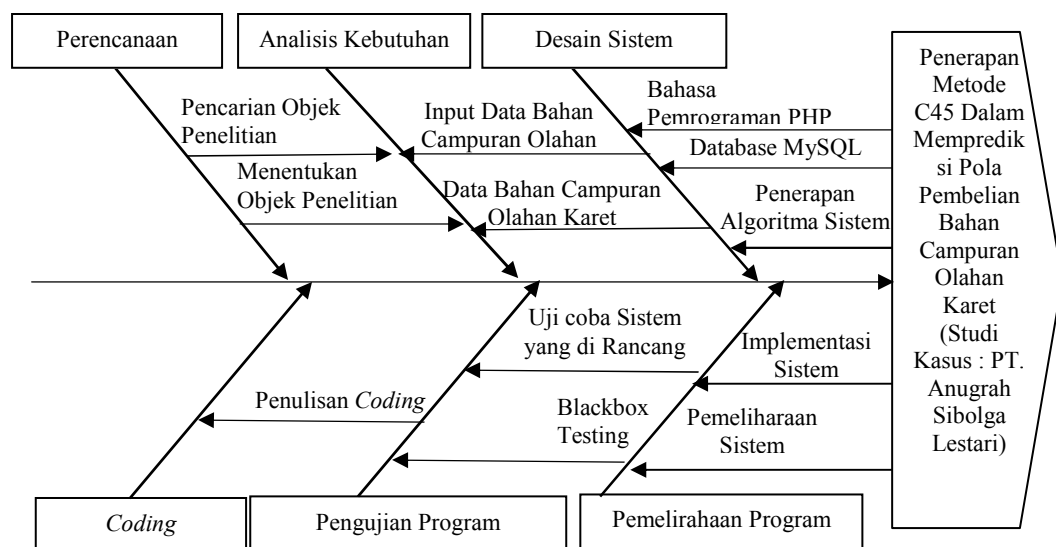 Perencanaan
Analisis Kebutuhan
Desain Sistem
Pencarian Objek
Penelitian
Menentukan
Objek Penelitian
Input Data Bahan
Campuran Olahan
Data Bahan Campuran
Olahan Karet
Bahasa
Pemrograman PHP
Database MySQL
Penerapan
Algoritma Sistem
Penerapan
Metode
C45 Dalam
Mempredik
si Pola
Pembelian
Bahan
Campuran
Olahan
Karet
(Studi
Kasus : PT.
Anugrah
Sibolga
Lestari)
Penulisan Coding
Uji coba Sistem
yang di Rancang
Blackbox
Testing
Implementasi
Sistem
Pemeliharaan
Sistem
Coding
Pengujian Program
Pemelirahaan Program